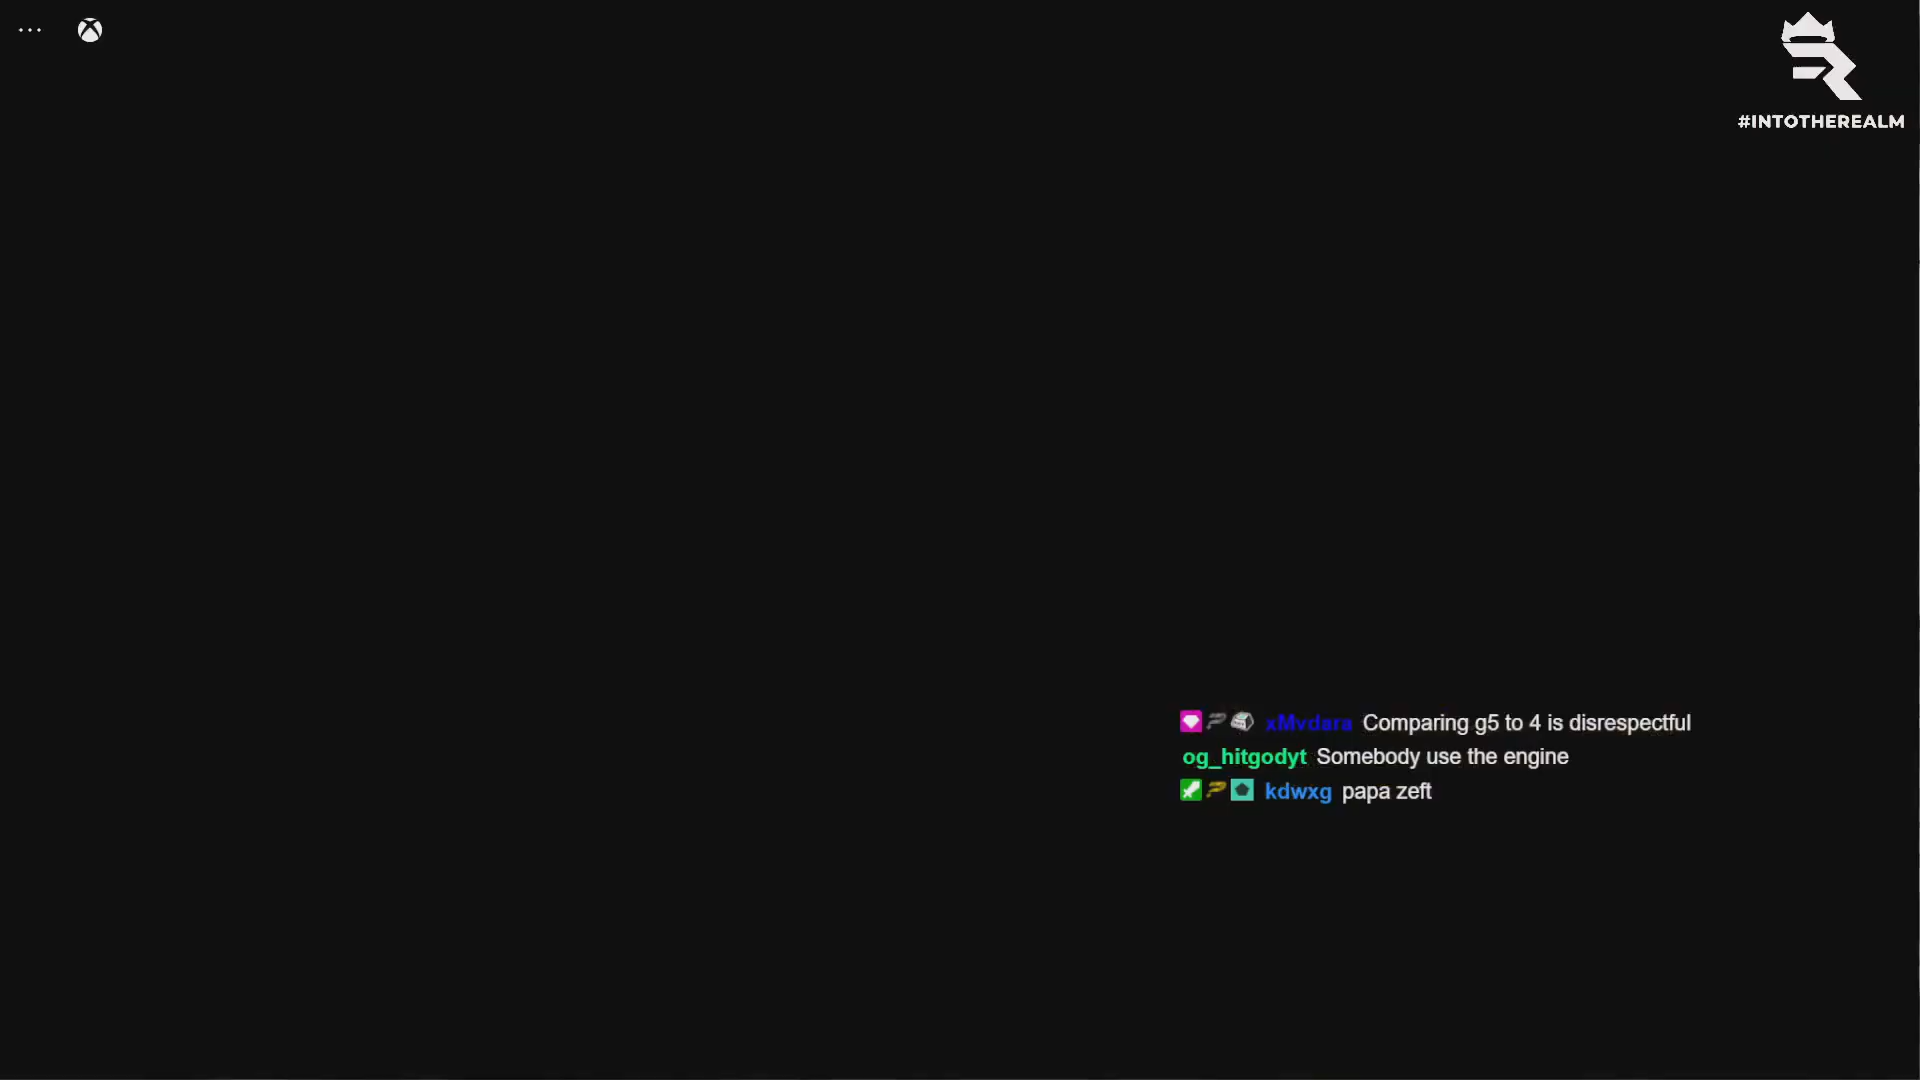 #INTOTHEREALM
xMvdara Comparing g5 to 4 is disrespectful
og_hitgodyt Somebody use the engine
kdwxg papa zeft